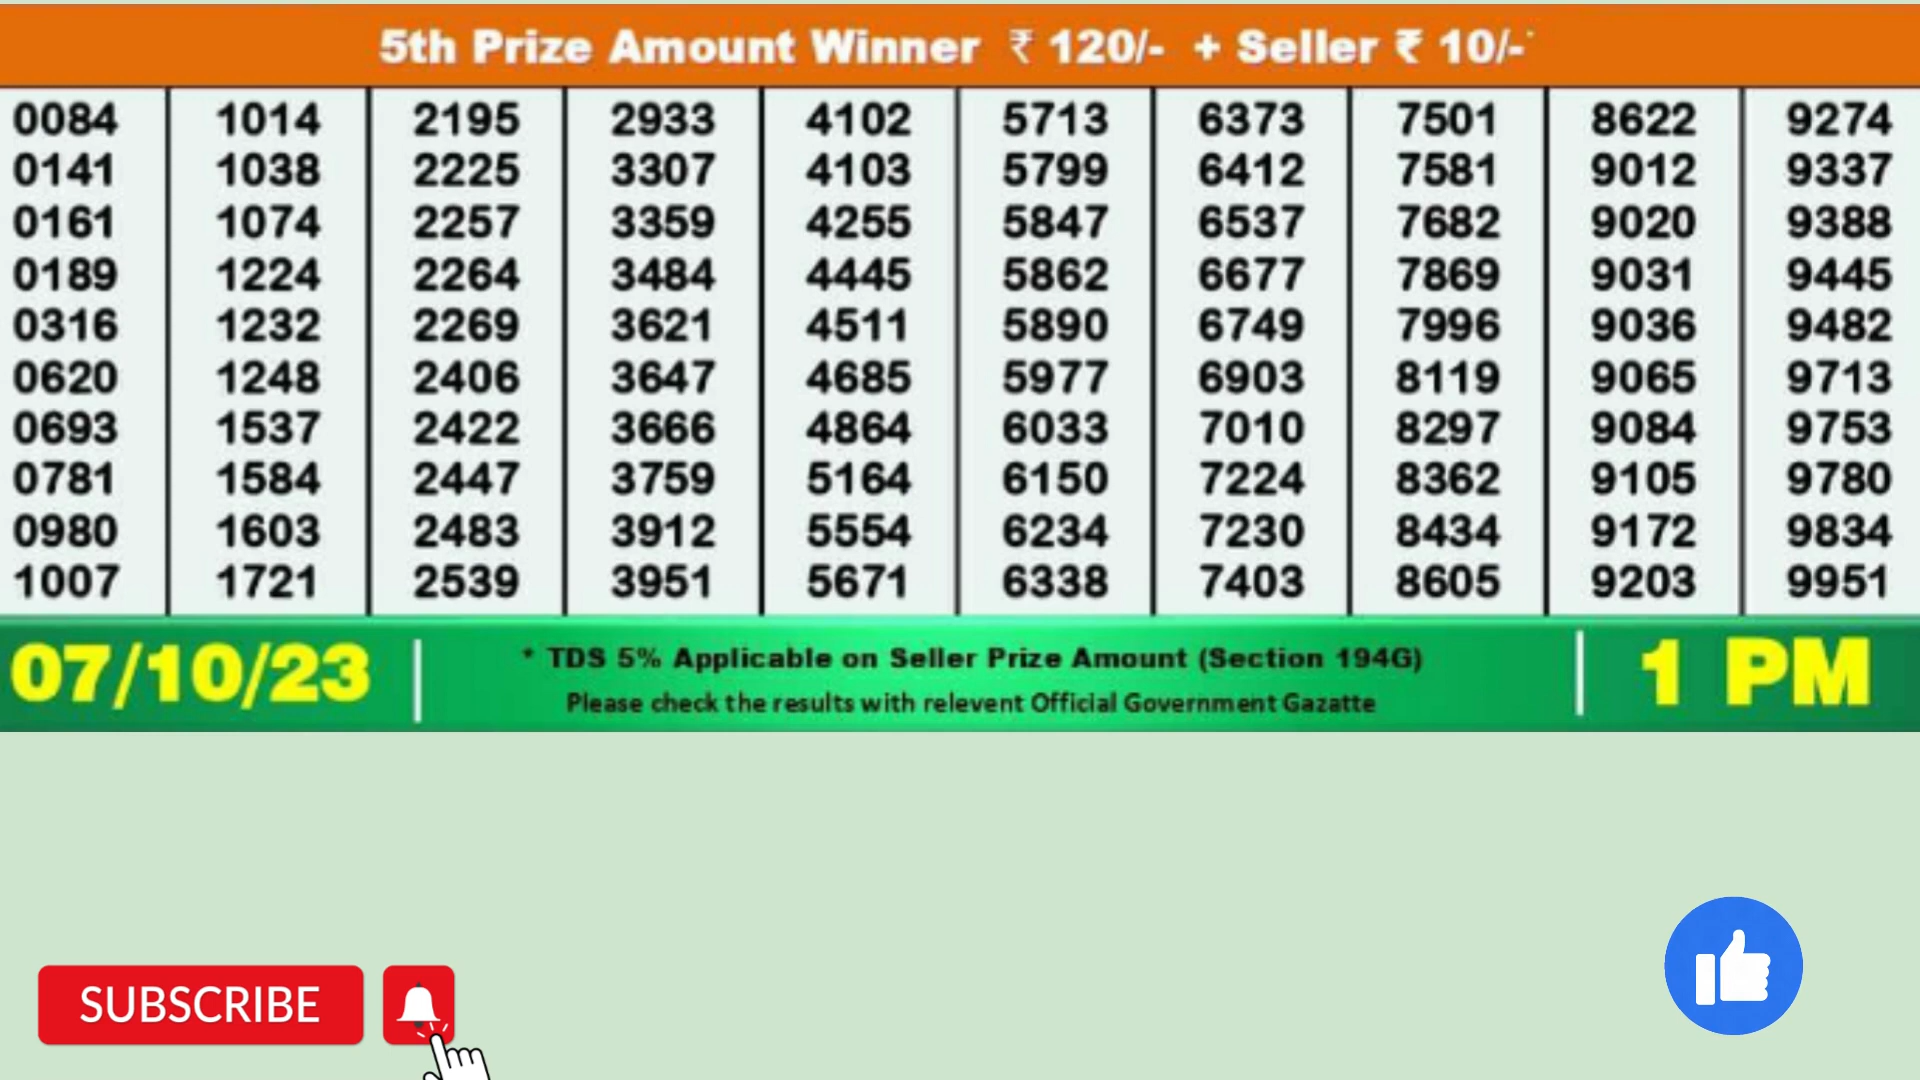 5th Prize Amount Winner ₹ 120/- + Seller ₹ 10/-*
0084 1014 2195 2933 4102 5713 6373 7501 8622 9274
0141 1038 2225 3307 4103 5799 6412 7581 9012 9337
0161 1074 2257 3359 4255 5847 6537 7682 9020 9388
0189 1224 2264 3484 4445 5862 6677 7869 9031 9445
0316 1232 2269 3621 4511 5890 6749 7996 9036 9482
0620 1248 2406 3647 4685 5977 6903 8119 9065 9713
0693 1537 2422 3666 4864 6033 7010 8297 9084 9753
0781 1584 2447 3759 5164 6150 7224 8362 9105 9780
0980 1603 2483 3912 5554 6234 7230 8434 9172 9834
1007 1721 2539 3951 5671 6338 7403 8605 9203 9951
07/10/23
* TDS 5% Applicable on Seller Prize Amount (Section 194G)
Please check the results with relevent Official Government Gazatte
1 PM
SUBSCRIBE